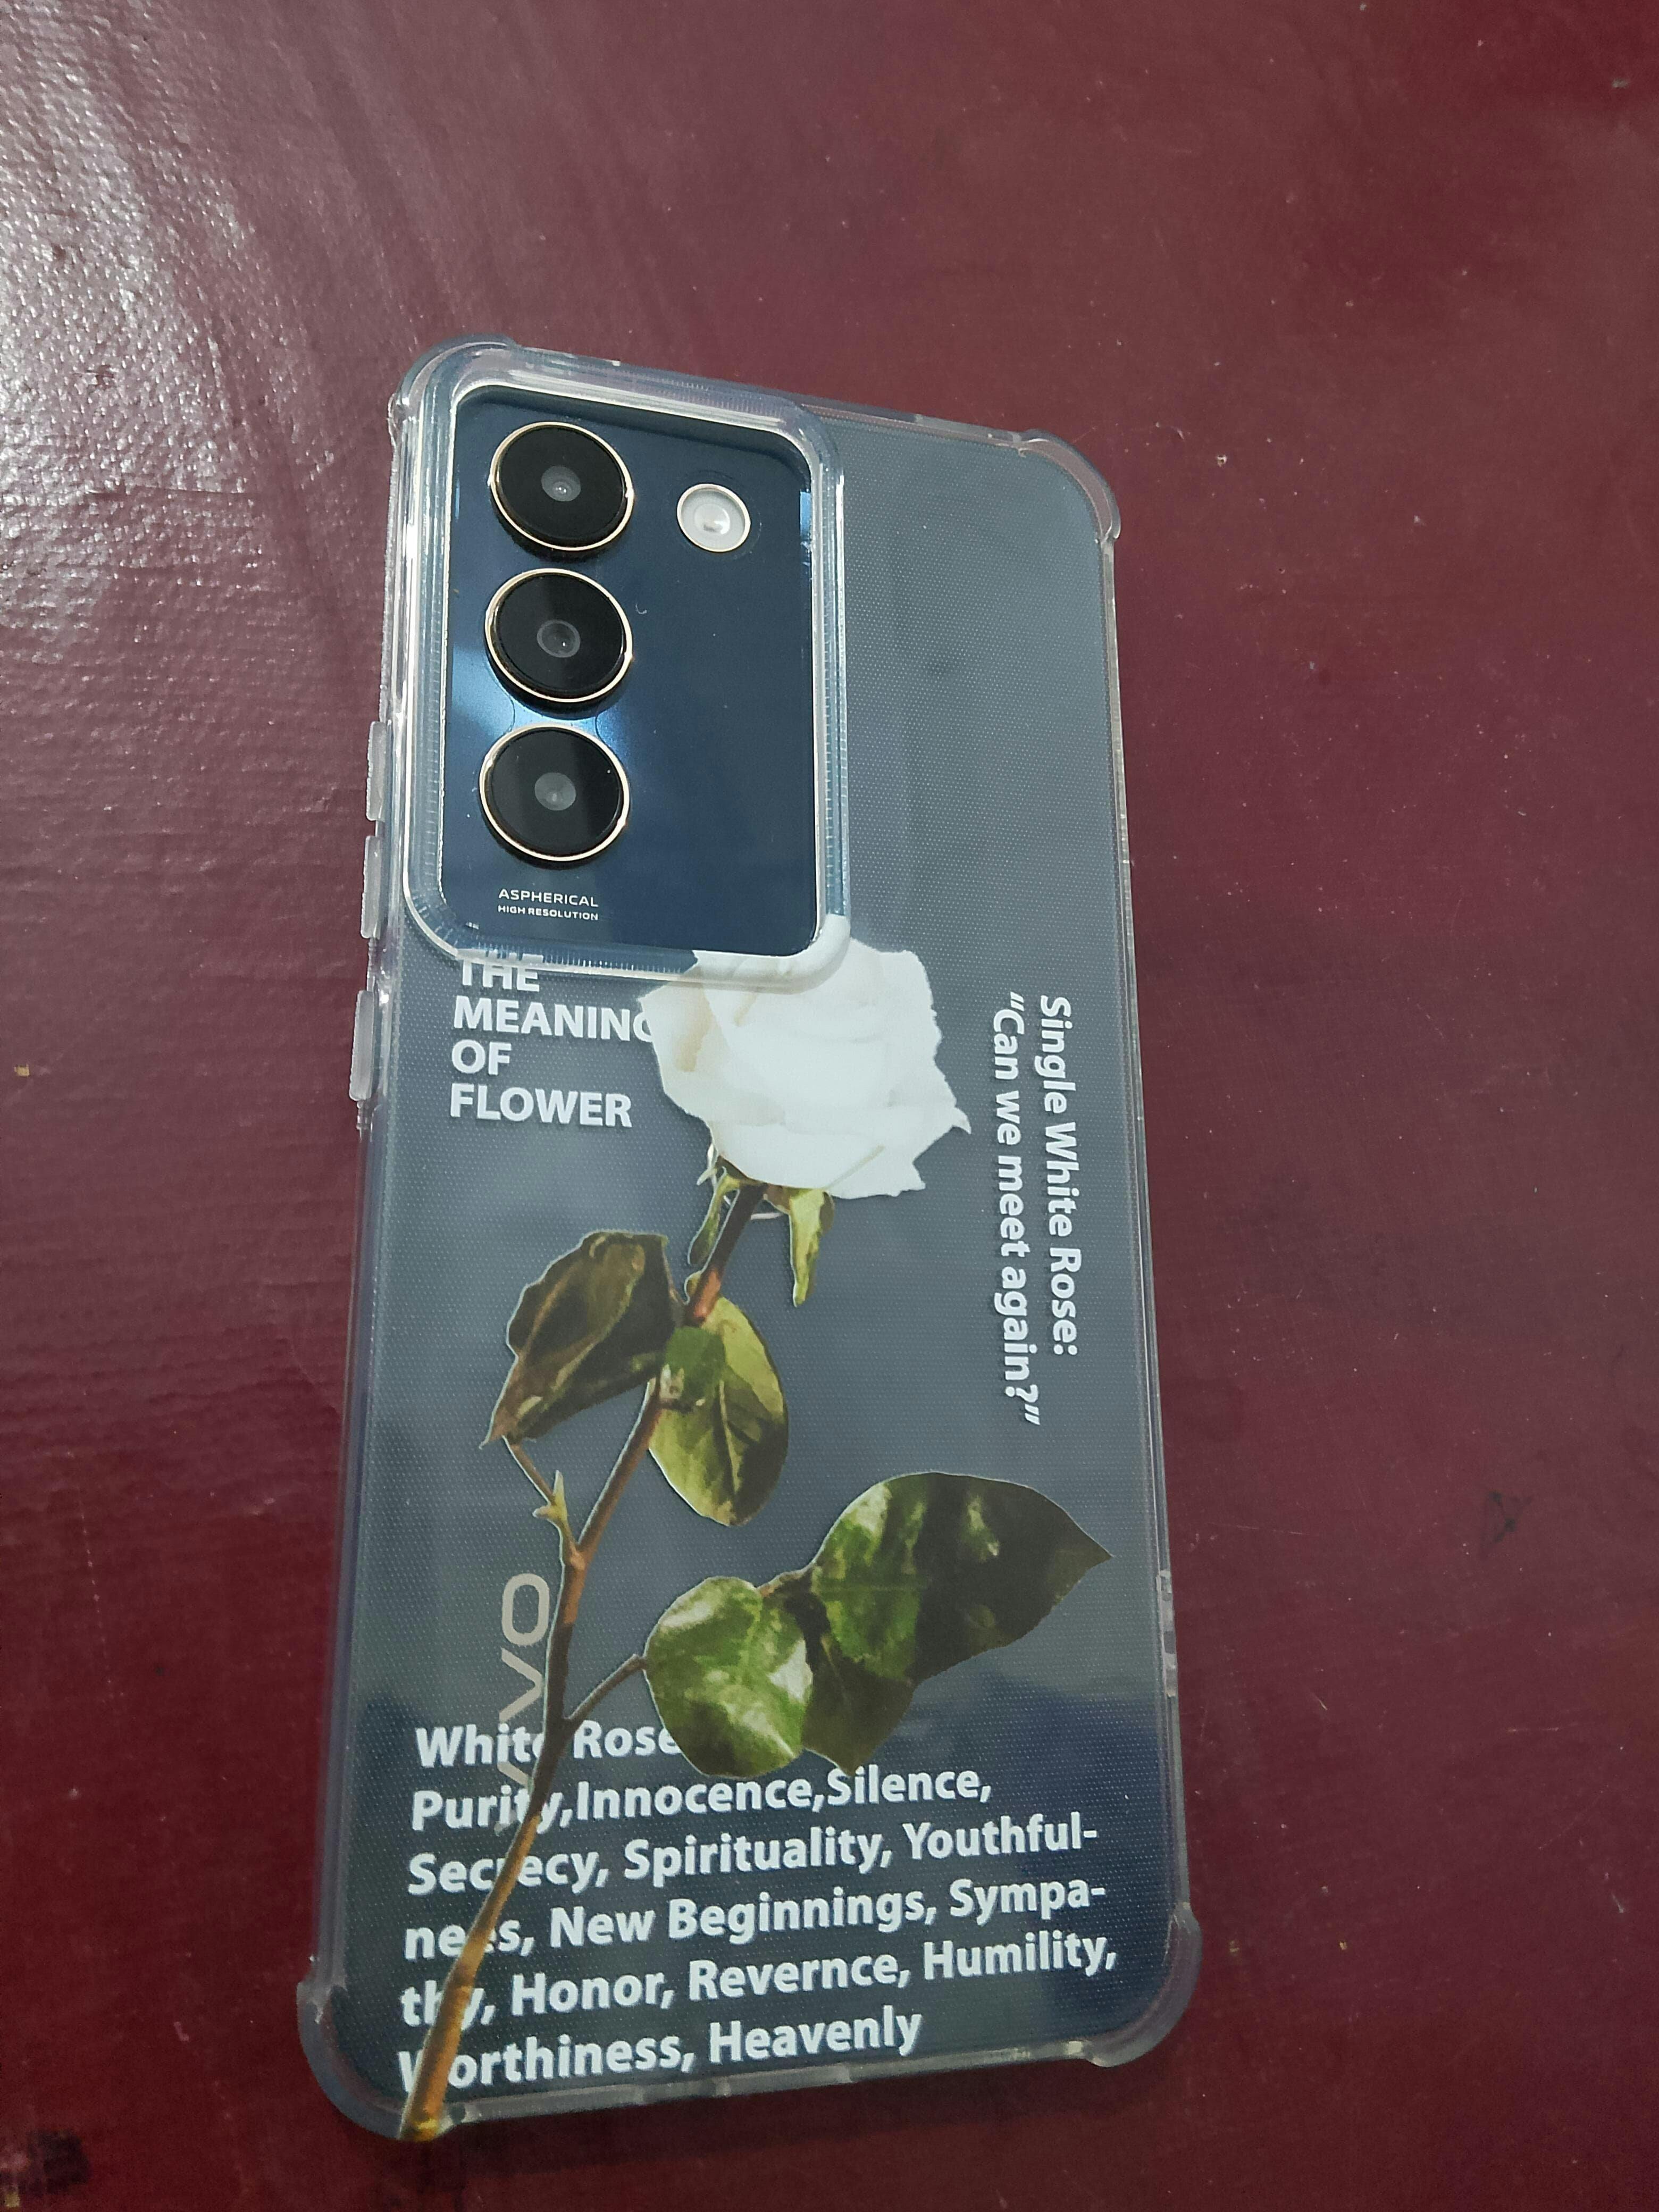 ASPHERICAL
HIGH RESOLUTION
THE
MEANING
OF
FLOWER
Single White Rose:
"Can we meet again?"
vivo
White Rose
Purity,Innocence,Silence,
Secrecy, Spirituality, Youthful-
ness, New Beginnings, Sympa-
thy, Honor, Revernce, Humility,
Worthiness, Heavenly